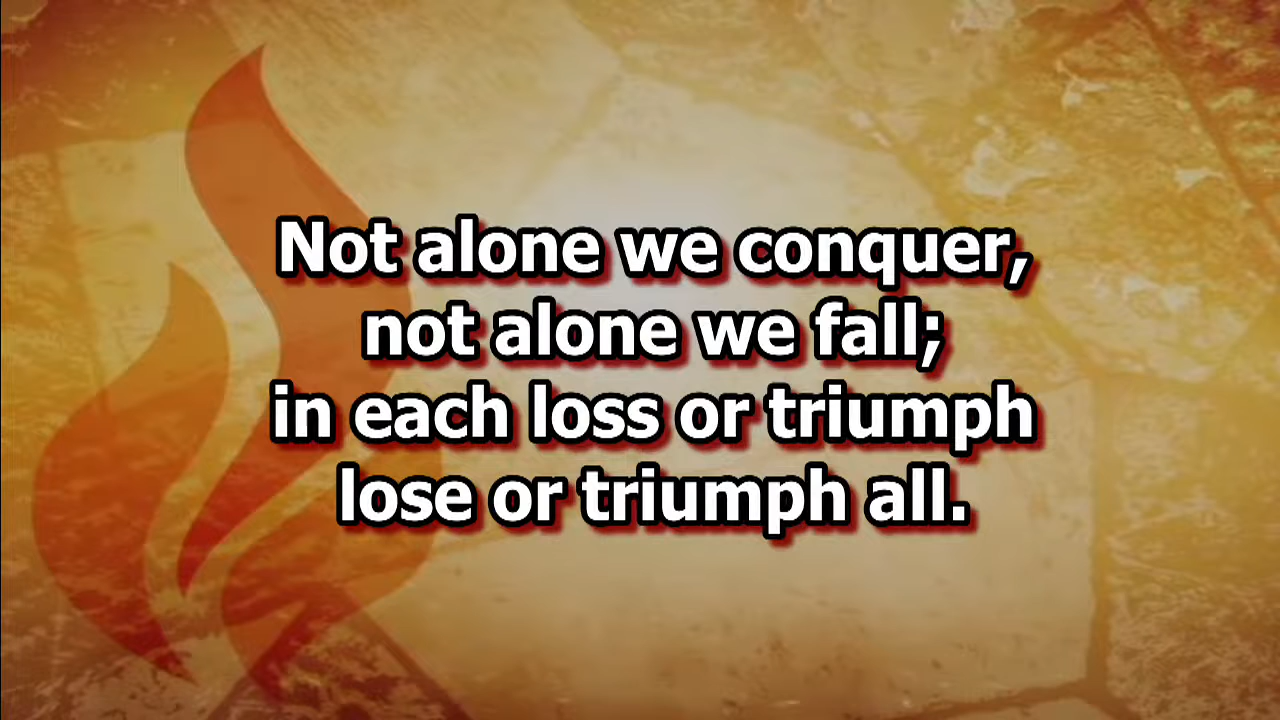 Not alone we conquer,
not alone we fall;
in each loss or triumph
lose or triumph all.